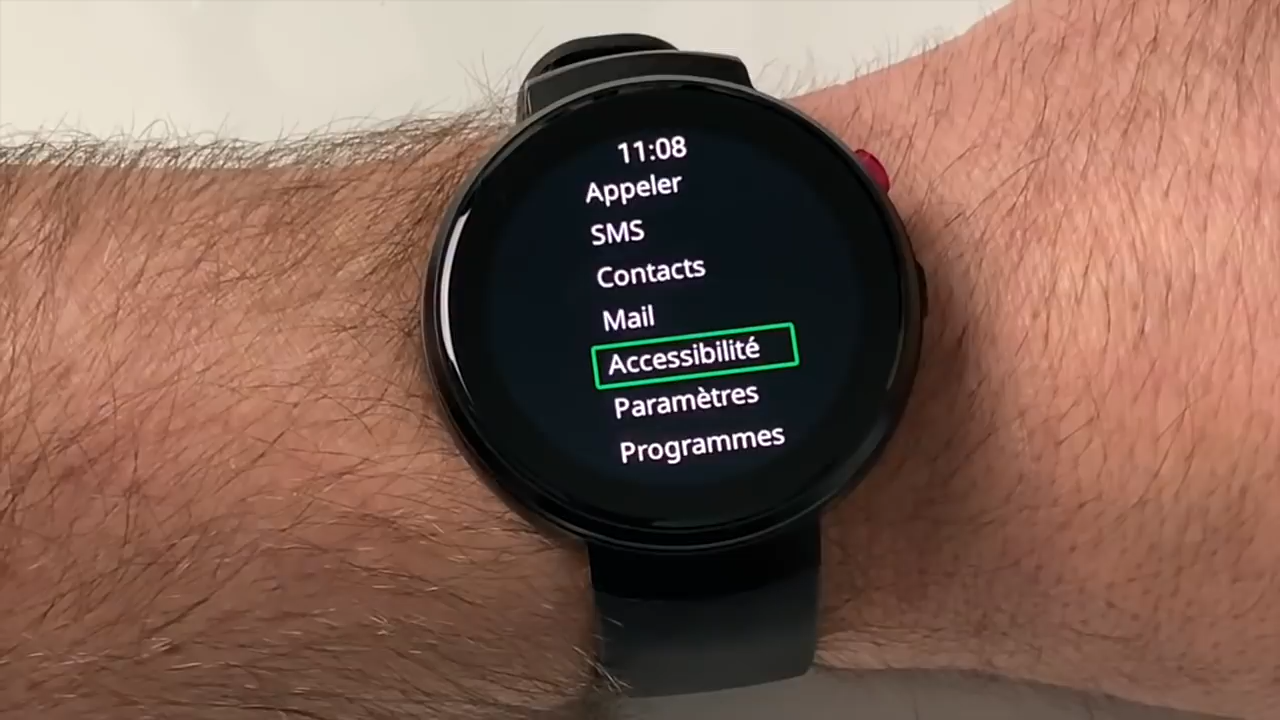 11:08
Appeler
SMS
Contacts
Mail
Accessibilité
Paramètres
Programmes